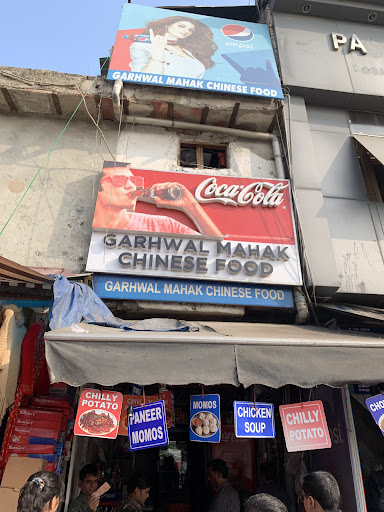 pepsi
GARHWAL MAHAK CHINESE FOOD
PA
Coca-Cola
GARHWAL MAHAK
CHINESE FOOD
GARHWAL MAHAK CHINESE FOOD
CHILLY
POTATO
PANEER
MOMOS
MOMOS
CHICKEN
SOUP
CHILLY
POTATO